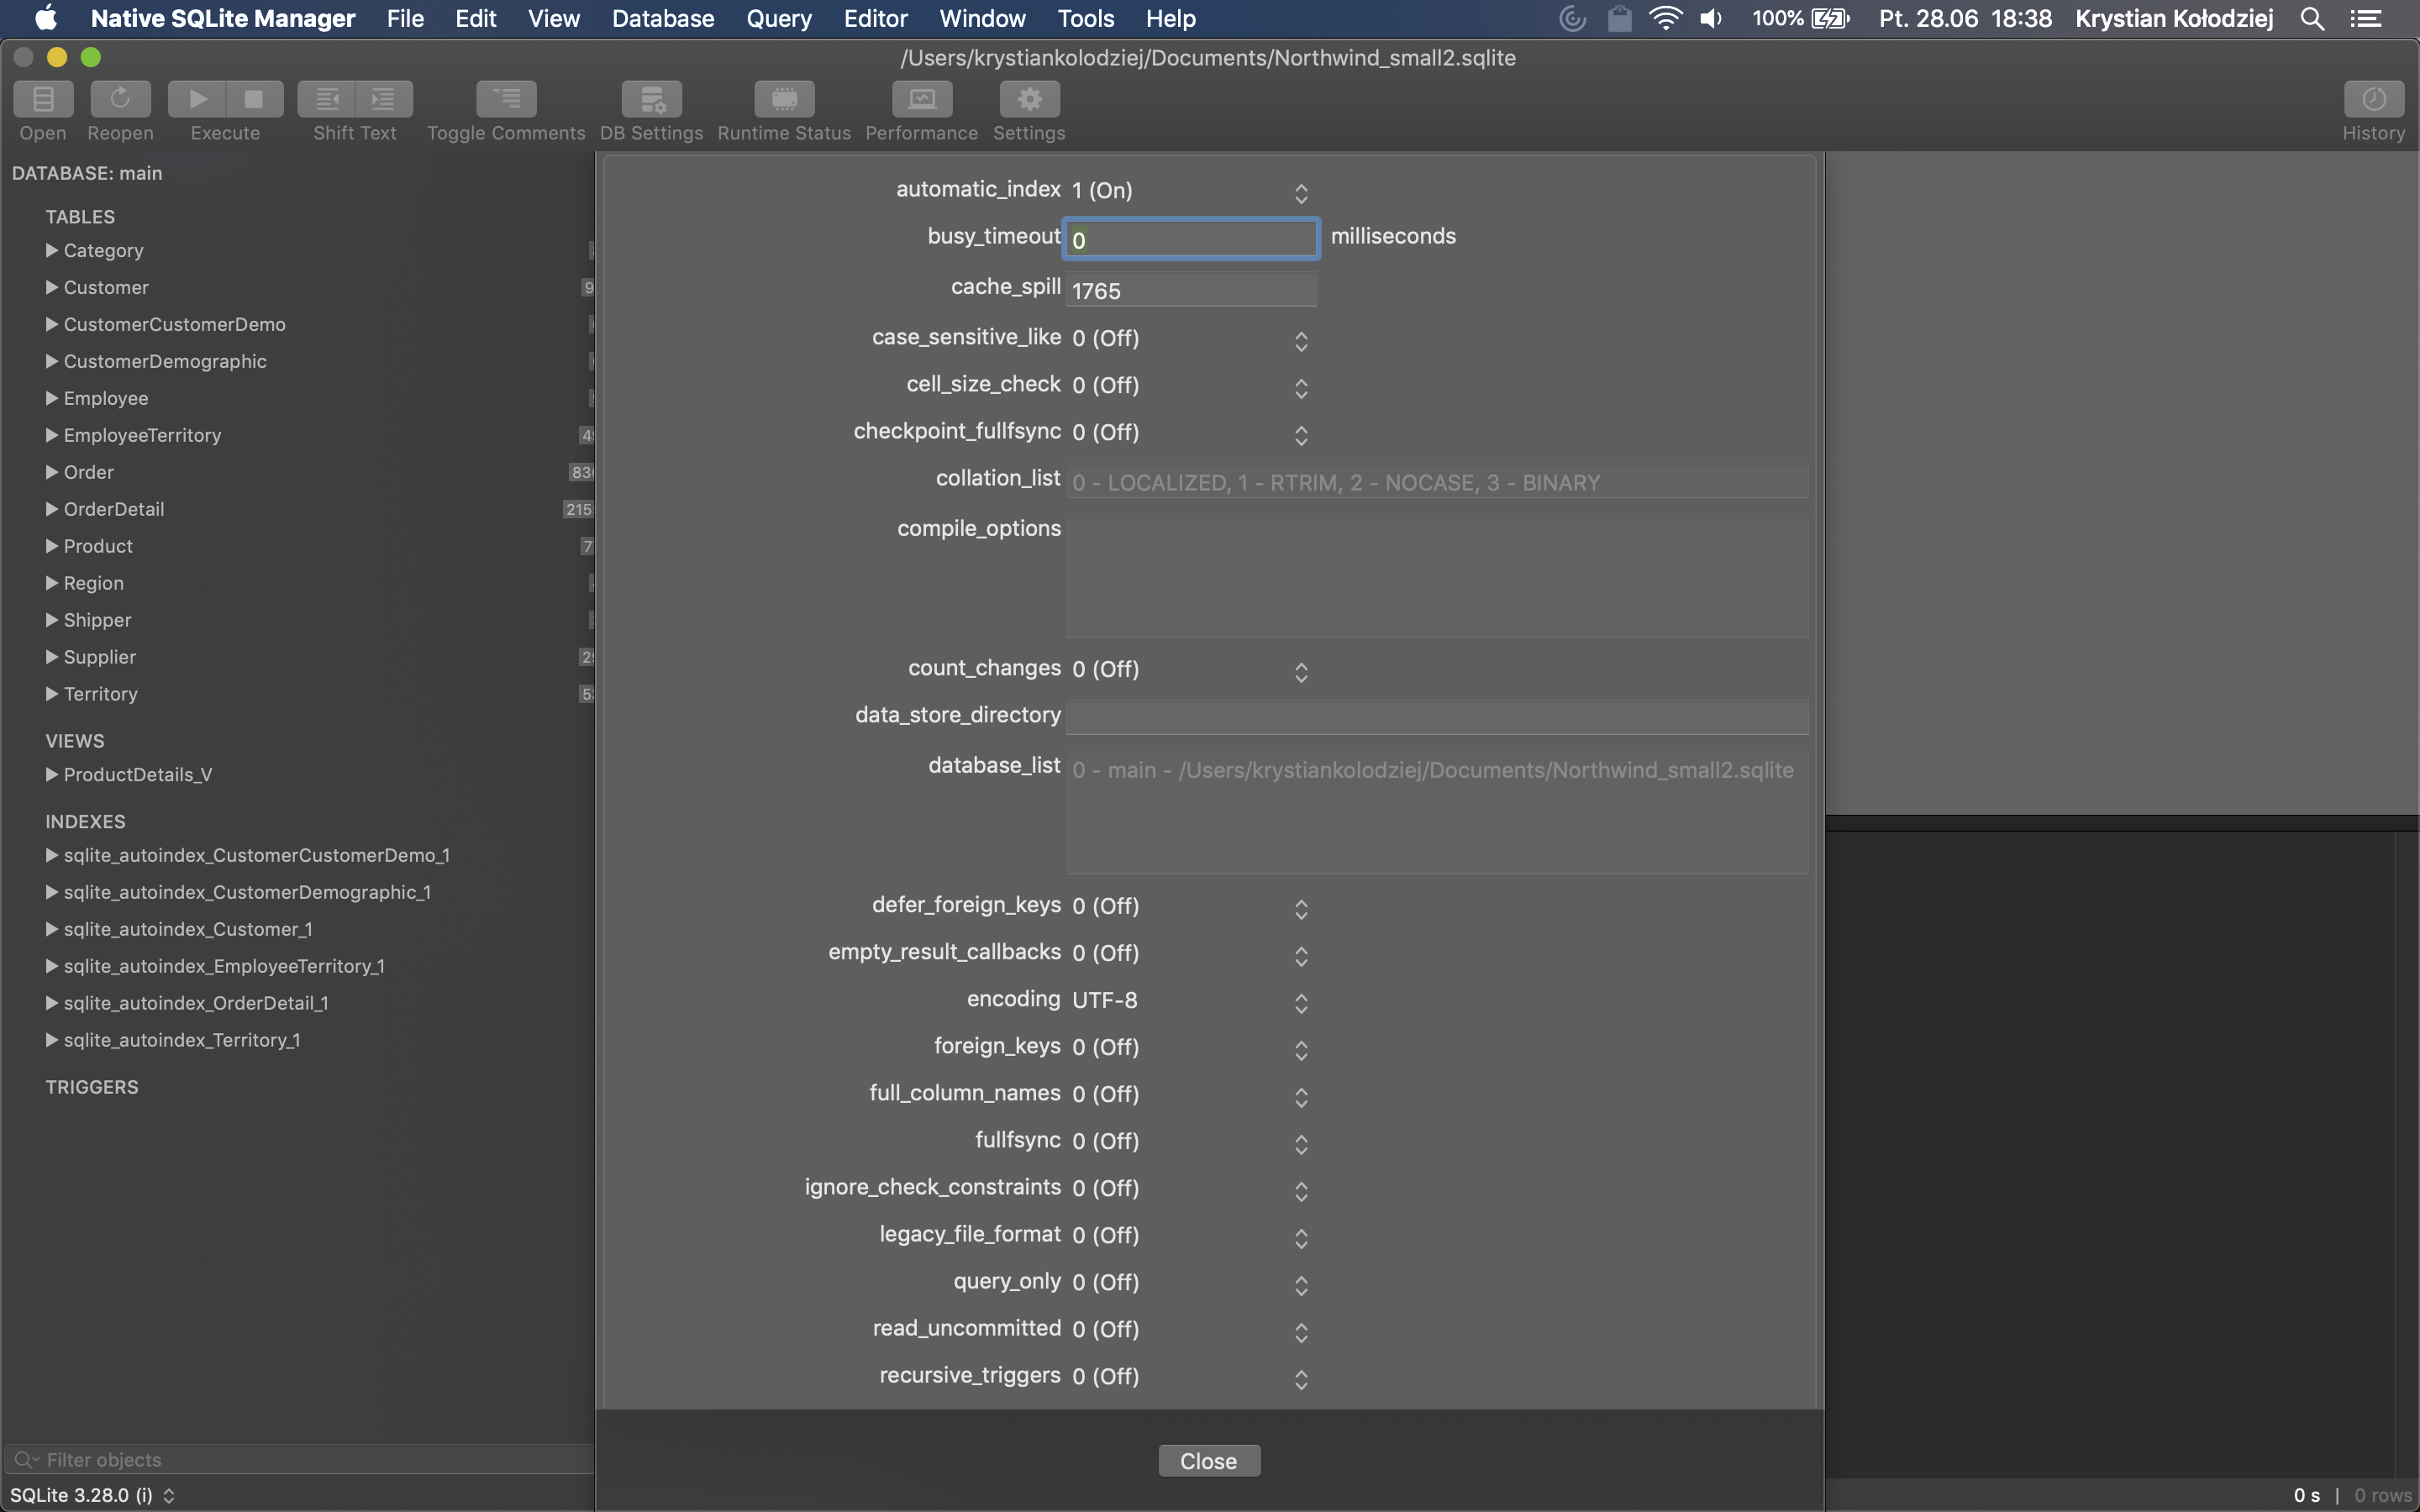 Native SQLite Manager File Edit View Database Query Editor Window Tools Help 100% Pt. 28.06 18:38 Krystian Kołodziej
/Users/krystiankolodziej/Documents/Northwind_small2.sqlite
Open Reopen Execute Shift Text Toggle Comments DB Settings Runtime Status Performance Settings History
DATABASE: main
TABLES
Category
Customer
CustomerCustomerDemo
CustomerDemographic
Employee
EmployeeTerritory
Order
OrderDetail
Product
Region
Shipper
Supplier
Territory
VIEWS
ProductDetails_V
INDEXES
sqlite_autoindex_CustomerCustomerDemo_1
sqlite_autoindex_CustomerDemographic_1
sqlite_autoindex_Customer_1
sqlite_autoindex_EmployeeTerritory_1
sqlite_autoindex_OrderDetail_1
sqlite_autoindex_Territory_1
TRIGGERS
Filter objects
SQLite 3.28.0 (i)
automatic_index 1 (On)
busy_timeout 0 milliseconds
cache_spill 1765
case_sensitive_like 0 (Off)
cell_size_check 0 (Off)
checkpoint_fullfsync 0 (Off)
collation_list 0 - LOCALIZED, 1 - RTRIM, 2 - NOCASE, 3 - BINARY
compile_options
count_changes 0 (Off)
data_store_directory
database_list 0 - main - /Users/krystiankolodziej/Documents/Northwind_small2.sqlite
defer_foreign_keys 0 (Off)
empty_result_callbacks 0 (Off)
encoding UTF-8
foreign_keys 0 (Off)
full_column_names 0 (Off)
fullfsync 0 (Off)
ignore_check_constraints 0 (Off)
legacy_file_format 0 (Off)
query_only 0 (Off)
read_uncommitted 0 (Off)
recursive_triggers 0 (Off)
Close
0 s | 0 rows